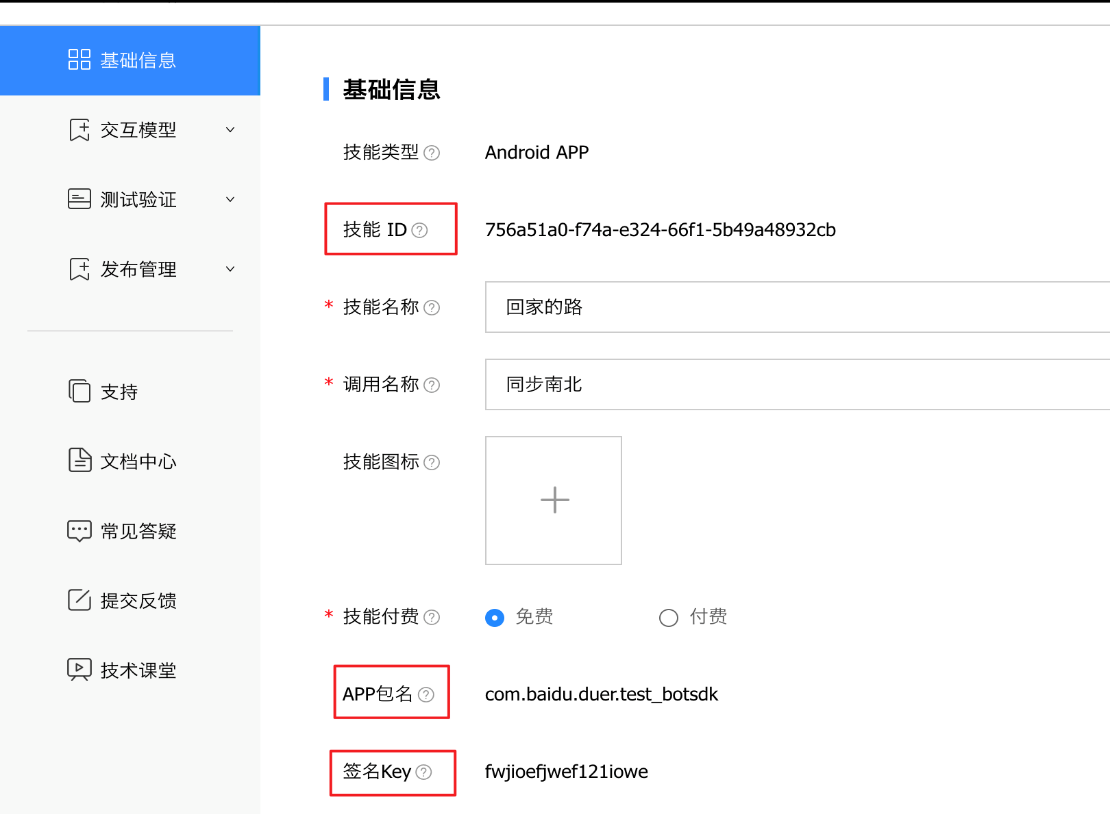 基础信息
交互模型
测试验证
发布管理
支持
文档中心
常见答疑
提交反馈
技术课堂
基础信息
技能类型 ? Android APP
技能 ID ? 756a51a0-f74a-e324-66f1-5b49a48932cb
* 技能名称 ? 回家的路
* 调用名称 ? 同步南北
技能图标 ?
* 技能付费 ? 免费 付费
APP包名 ? com.baidu.duer.test_botsdk
签名Key ? fwjioefjwef121iowe